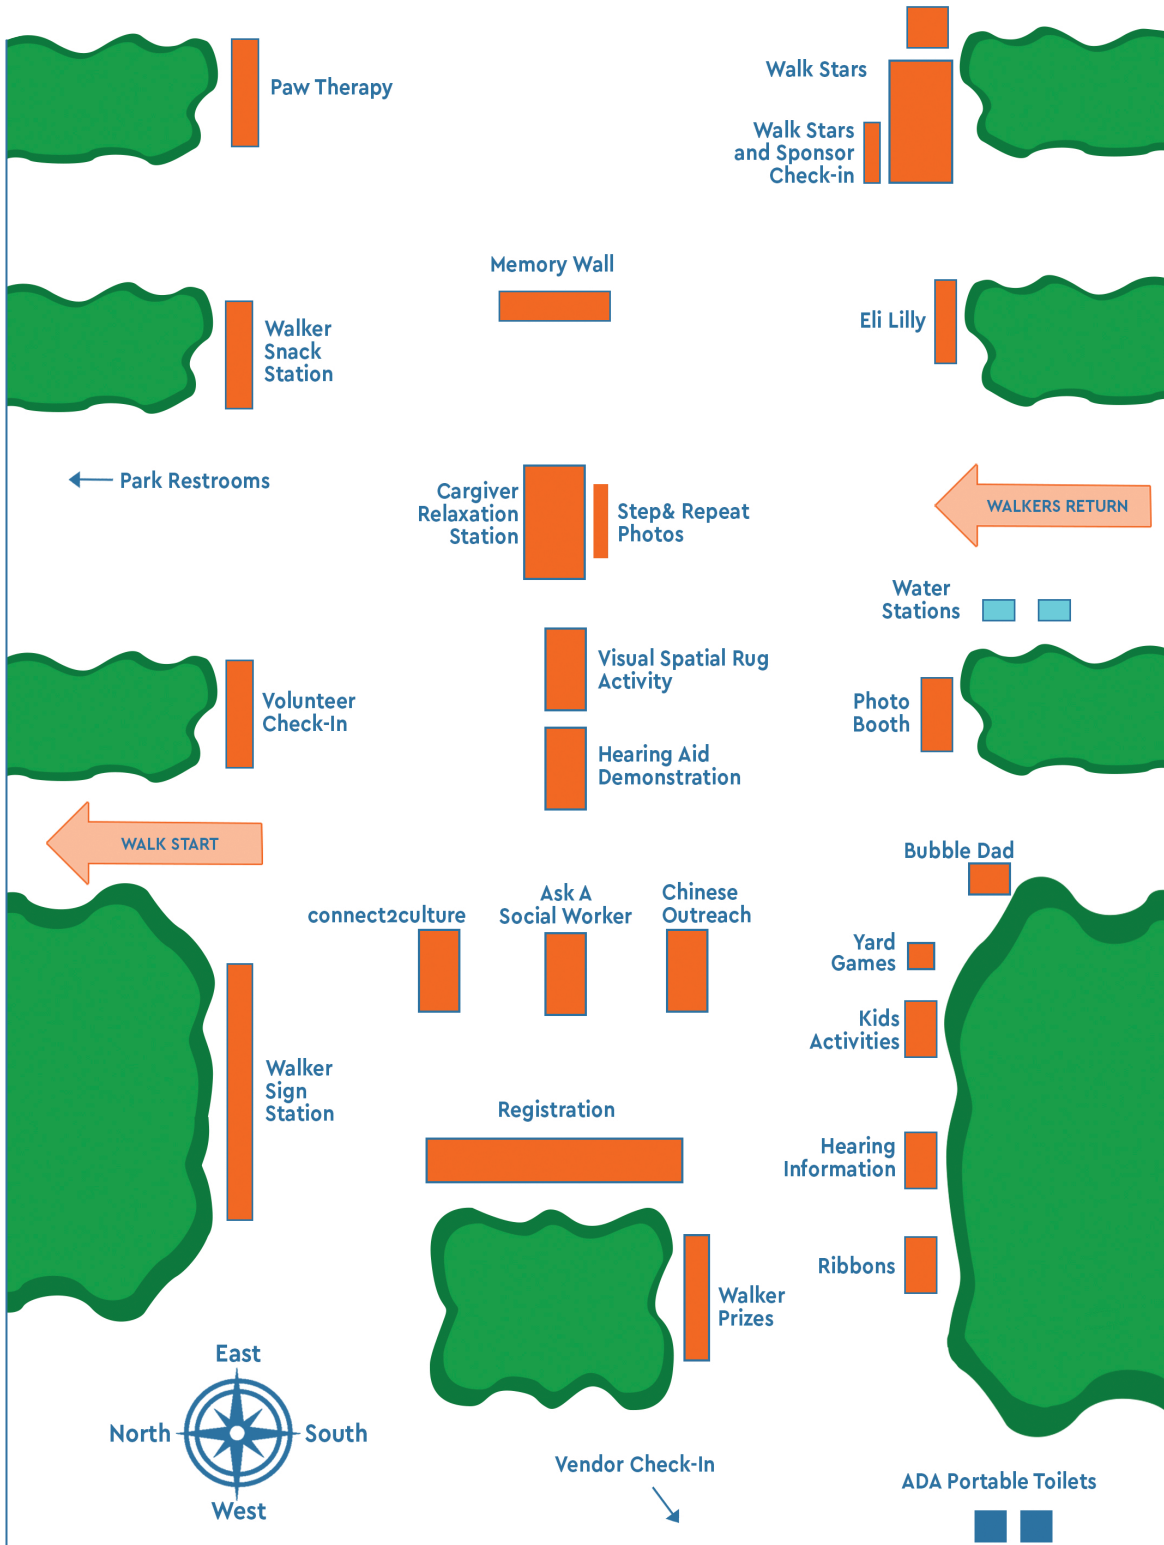 Paw Therapy
Walk Stars
Walk Stars
and Sponsor
Check-in
Memory Wall
Walker
Snack
Station
Eli Lilly
Park Restrooms
Cargiver
Relaxation
Station
Step& Repeat
Photos
WALKERS RETURN
Water
Stations
Visual Spatial Rug
Activity
Volunteer
Check-In
Photo
Booth
Hearing Aid
Demonstration
WALK START
Bubble Dad
connect2culture
Ask A
Social Worker
Chinese
Outreach
Yard
Games
Kids
Activities
Walker
Sign
Station
Registration
Hearing
Information
Ribbons
Walker
Prizes
East
North
South
West
Vendor Check-In
ADA Portable Toilets